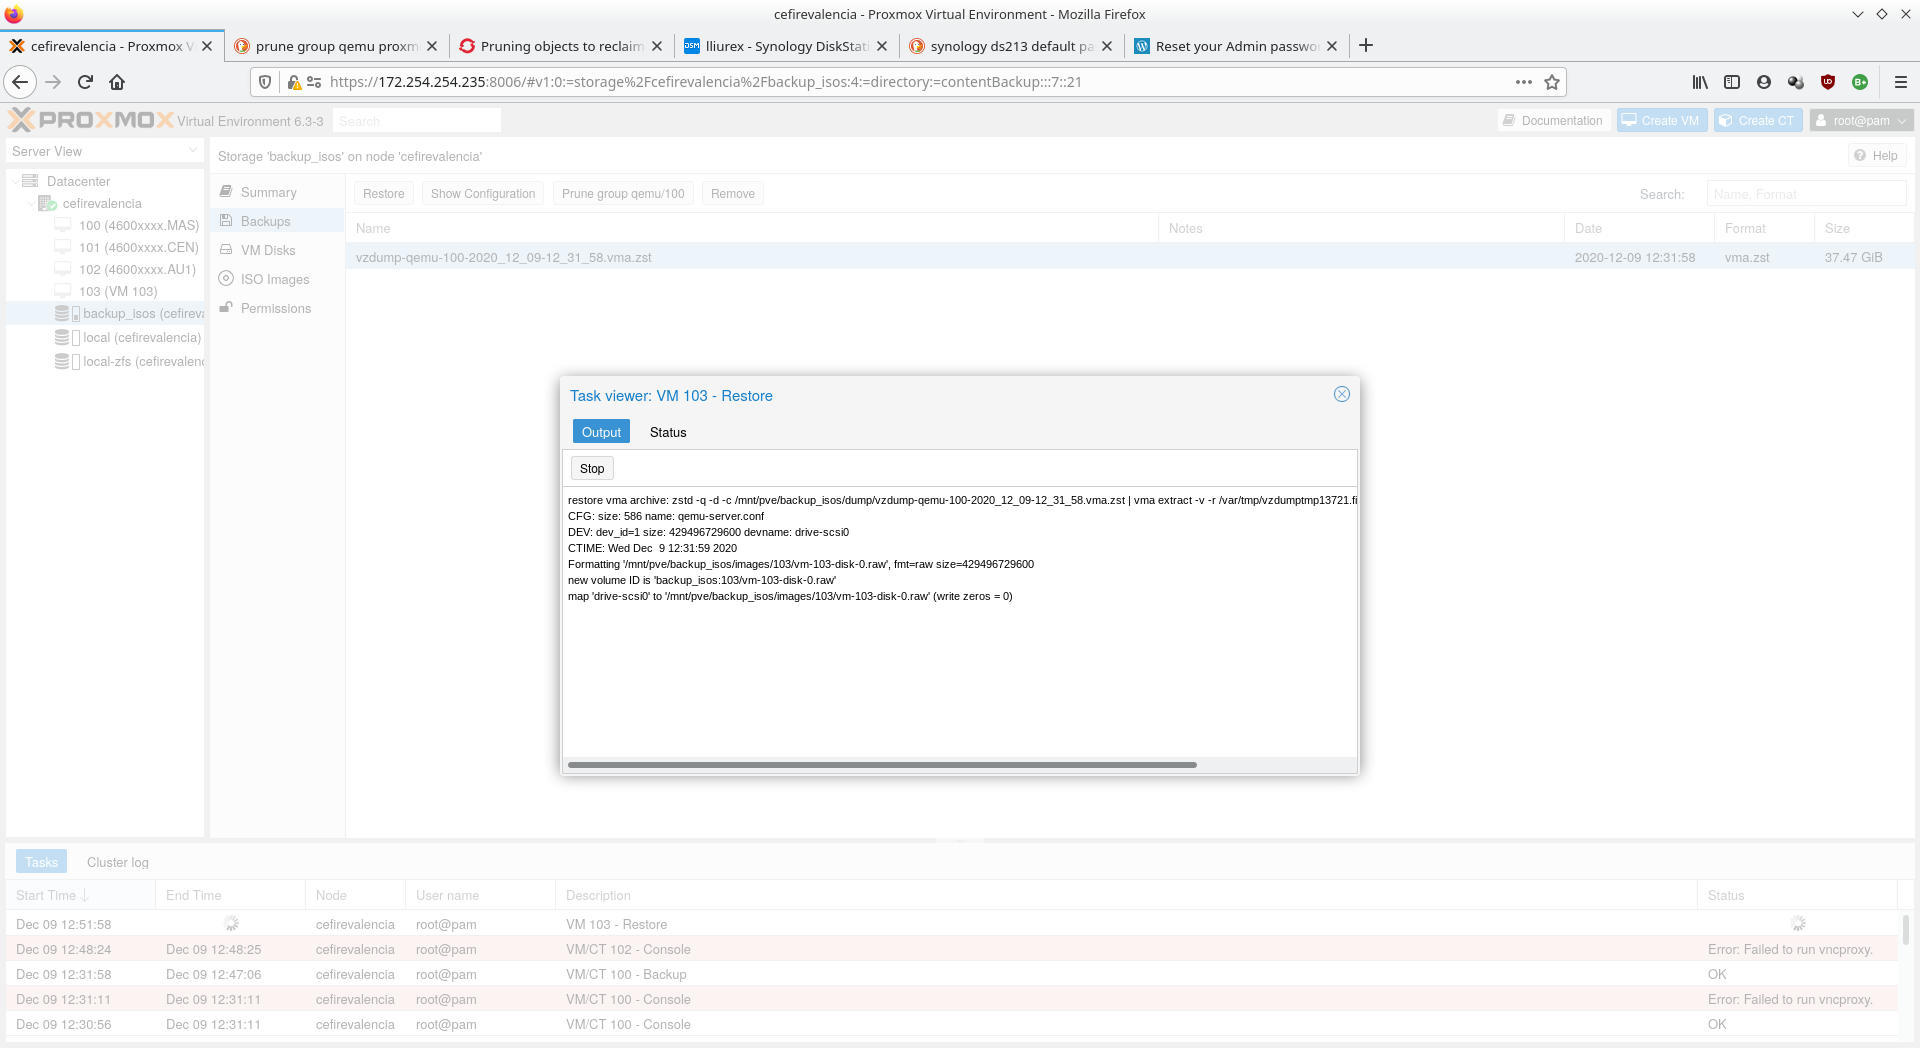 cefirevalencia - Proxmox Virtual Environment - Mozilla Firefox
cefirevalencia - Proxmox V
prune group qemu proxm
Pruning objects to reclaim
DSM
lliurex - Synology DiskStati
synology ds213 default pa
Reset your Admin passwo
https://172.254.254.235:8006/#v1:0:=storage%2Fcefirevalencia%2Fbackup_isos:4:=directory:=contentBackup:::7::21
PROXMOX Virtual Environment 6.3-3
Search
Documentation
Create VM
Create CT
root@pam
Server View
Storage 'backup_isos' on node 'cefirevalencia'
Help
Datacenter
cefirevalencia
100 (4600xxxx.MAS)
101 (4600xxxx.CEN)
102 (4600xxxx.AU1)
103 (VM 103)
backup_isos (cefireva
local (cefirevalencia)
local-zfs (cefirevalenc
Summary
Backups
VM Disks
ISO Images
Permissions
Restore
Show Configuration
Prune group qemu/100
Remove
Search:
Name, Format
Name
Notes
Date
Format
Size
vzdump-qemu-100-2020_12_09-12_31_58.vma.zst
2020-12-09 12:31:58
vma.zst
37.47 GiB
Task viewer: VM 103 - Restore
Output
Status
Stop
restore vma archive: zstd -q -d -c /mnt/pve/backup_isos/dump/vzdump-qemu-100-2020_12_09-12_31_58.vma.zst | vma extract -v -r /var/tmp/vzdumptmp13721.fi
CFG: size: 586 name: qemu-server.conf
DEV: dev_id=1 size: 429496729600 devname: drive-scsi0
CTIME: Wed Dec  9 12:31:59 2020
Formatting '/mnt/pve/backup_isos/images/103/vm-103-disk-0.raw', fmt=raw size=429496729600
new volume ID is 'backup_isos:103/vm-103-disk-0.raw'
map 'drive-scsi0' to '/mnt/pve/backup_isos/images/103/vm-103-disk-0.raw' (write zeros = 0)
Tasks
Cluster log
Start Time
End Time
Node
User name
Description
Status
Dec 09 12:51:58 cefirevalencia root@pam VM 103 - Restore
Dec 09 12:48:24 Dec 09 12:48:25 cefirevalencia root@pam VM/CT 102 - Console Error: Failed to run vncproxy.
Dec 09 12:31:58 Dec 09 12:47:06 cefirevalencia root@pam VM/CT 100 - Backup OK
Dec 09 12:31:11 Dec 09 12:31:11 cefirevalencia root@pam VM/CT 100 - Console Error: Failed to run vncproxy.
Dec 09 12:30:56 Dec 09 12:31:11 cefirevalencia root@pam VM/CT 100 - Console OK